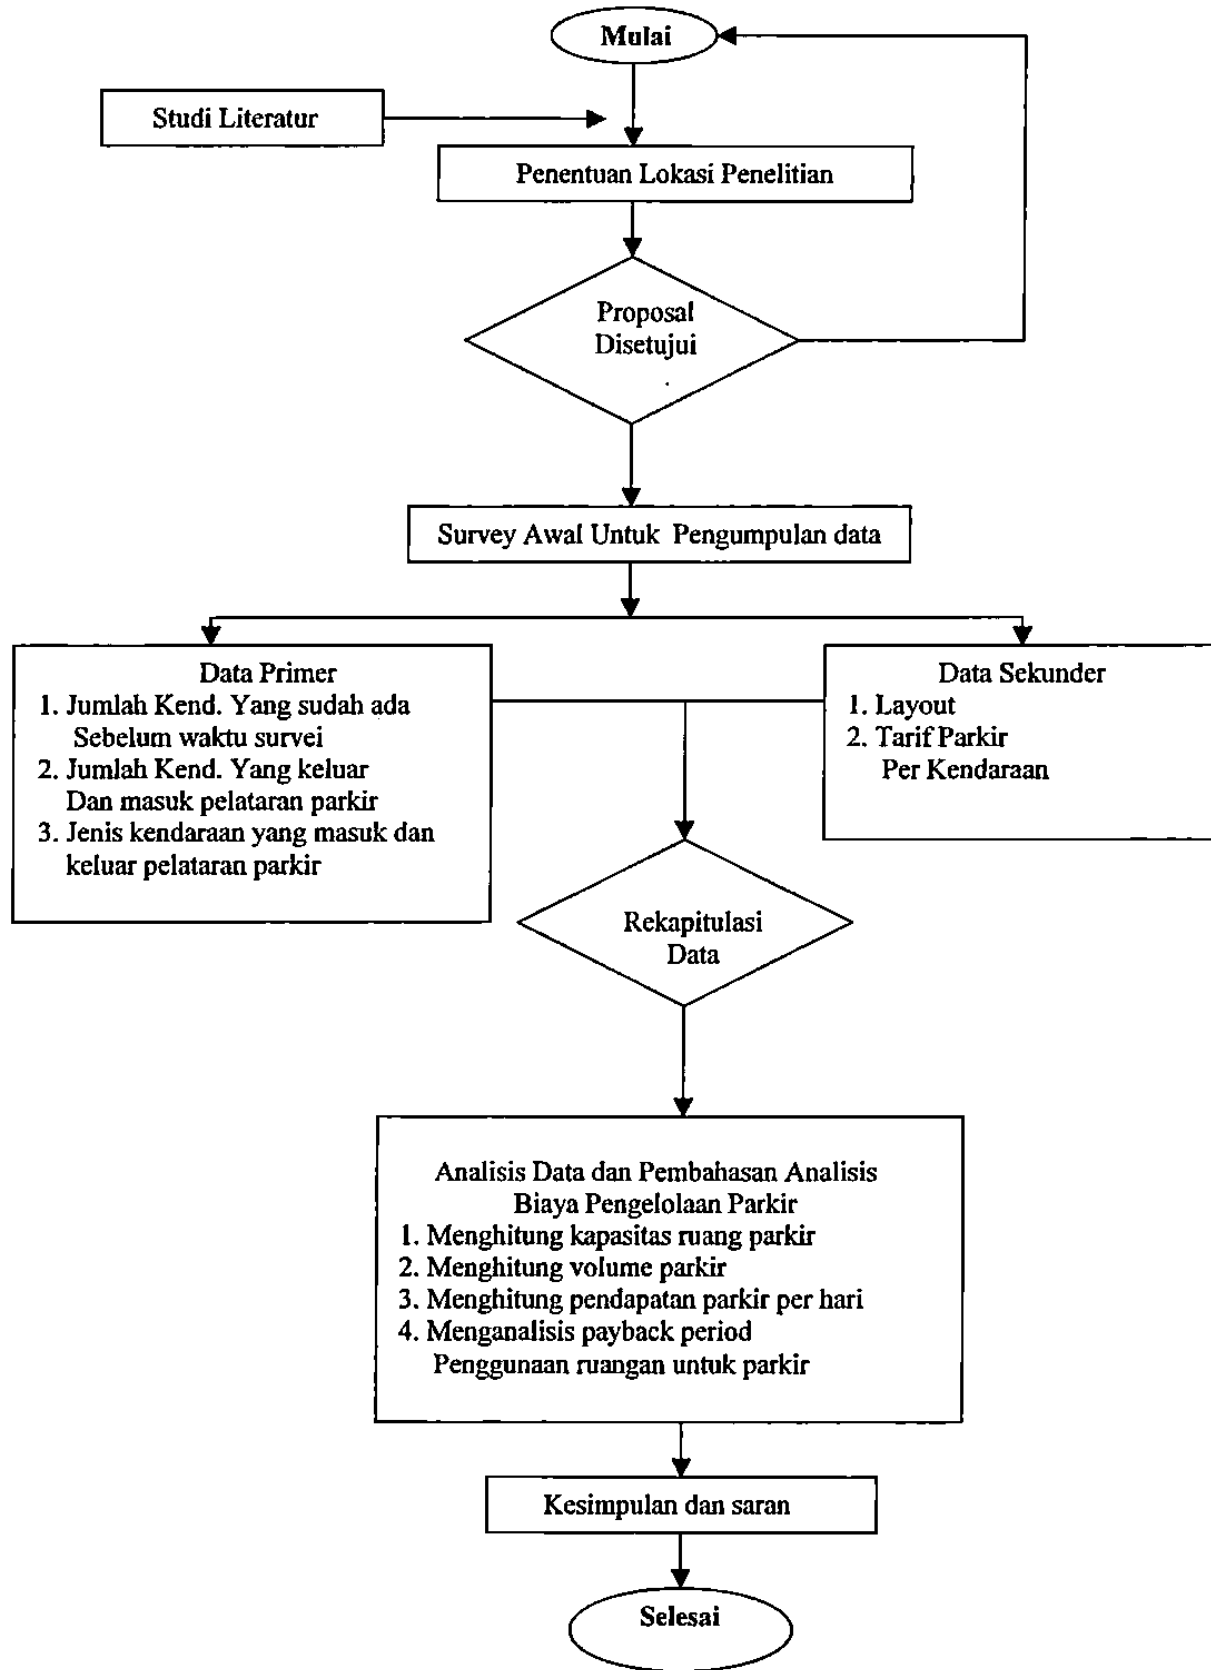 Mulai
Studi Literatur
Penentuan Lokasi Penelitian
Proposal
Disetujui
Survey Awal Untuk Pengumpulan data
Data Primer
1. Jumlah Kend. Yang sudah ada
Sebelum waktu survei
2. Jumlah Kend. Yang keluar
Dan masuk pelataran parkir
3. Jenis kendaraan yang masuk dan
keluar pelataran parkir
Data Sekunder
1. Layout
2. Tarif Parkir
Per Kendaraan
Rekapitulasi
Data
Analisis Data dan Pembahasan Analisis
Biaya Pengelolaan Parkir
1. Menghitung kapasitas ruang parkir
2. Menghitung volume parkir
3. Menghitung pendapatan parkir per hari
4. Menganalisis payback period
Penggunaan ruangan untuk parkir
Kesimpulan dan saran
Selesai